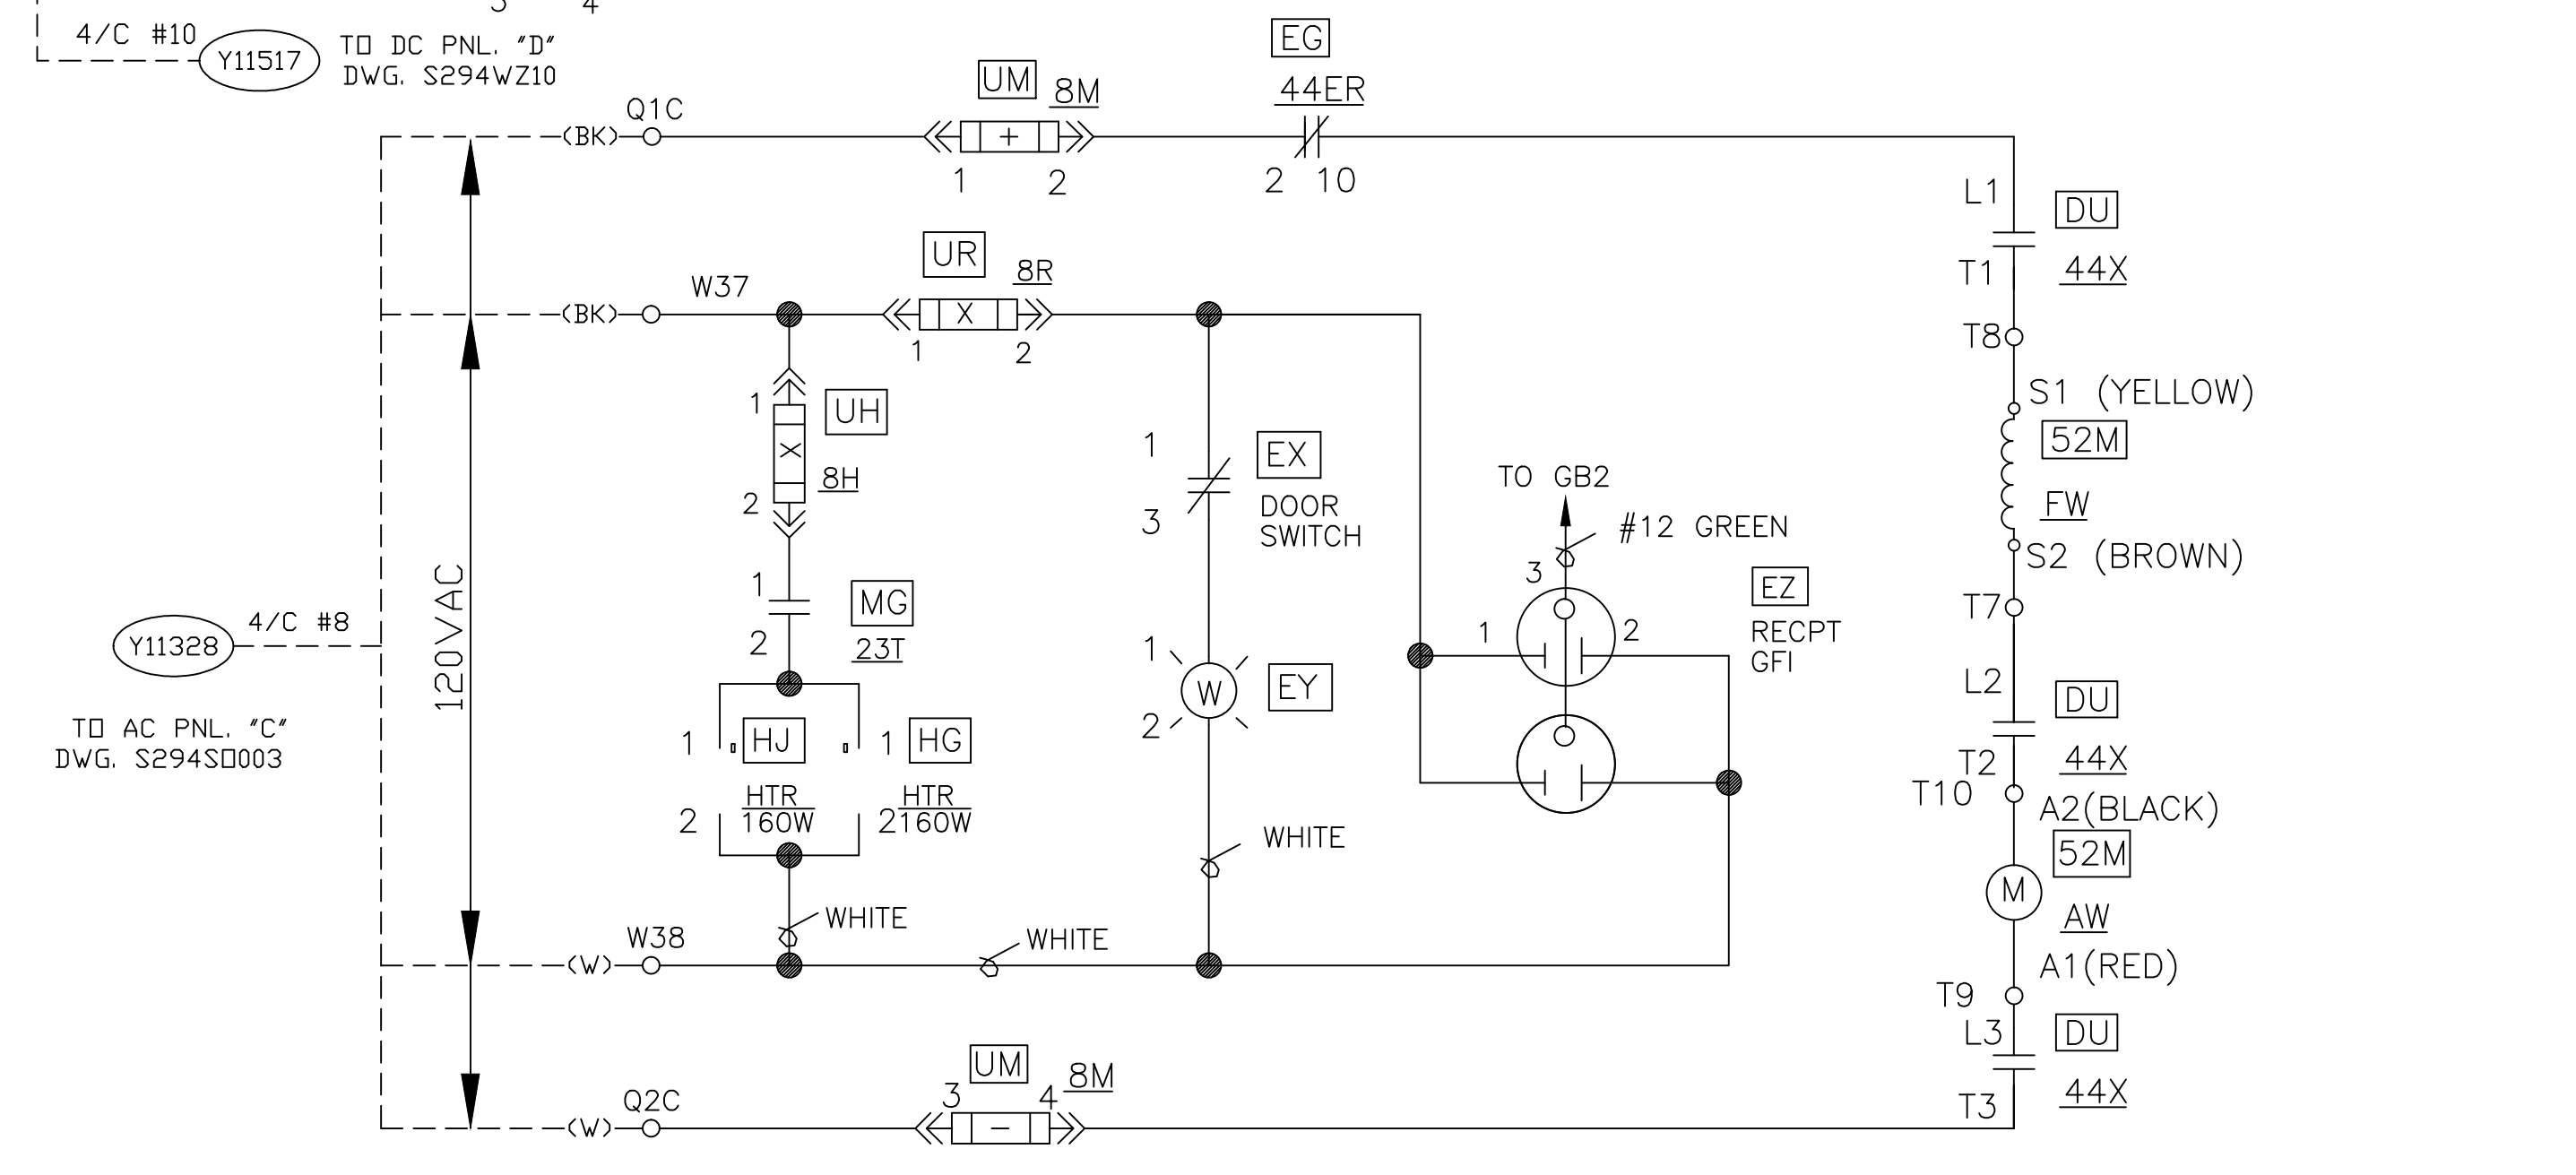 3 4
4/C #10
Y11517
TO DC PNL. "D"
DWG. S294WZ10
EG
44ER
2 10
UM
8M
+
1 2
Q1C
(BK)
L1
DU
T1
44X
UR
8R
X
1 2
W37
(BK)
T8
S1 (YELLOW)
52M
FW
S2 (BROWN)
T7
1
UH
X
2
8H
1
EX
3
DOOR
SWITCH
TO GB2
#12 GREEN
3
EZ
1 2
RECPT
GFI
1
MG
2
23T
Y11328
4/C #8
120VAC
TO AC PNL. "C"
DWG. S294SO003
1
W
EY
2
L2
DU
T2
44X
T10
A2(BLACK)
52M
M
AW
A1(RED)
T9
L3
DU
44X
T3
1
HJ
1
HG
HTR
2
160W
HTR
2
160W
WHITE
WHITE
WHITE
W38
(W)
UM
8M
3 4
-
Q2C
(W)